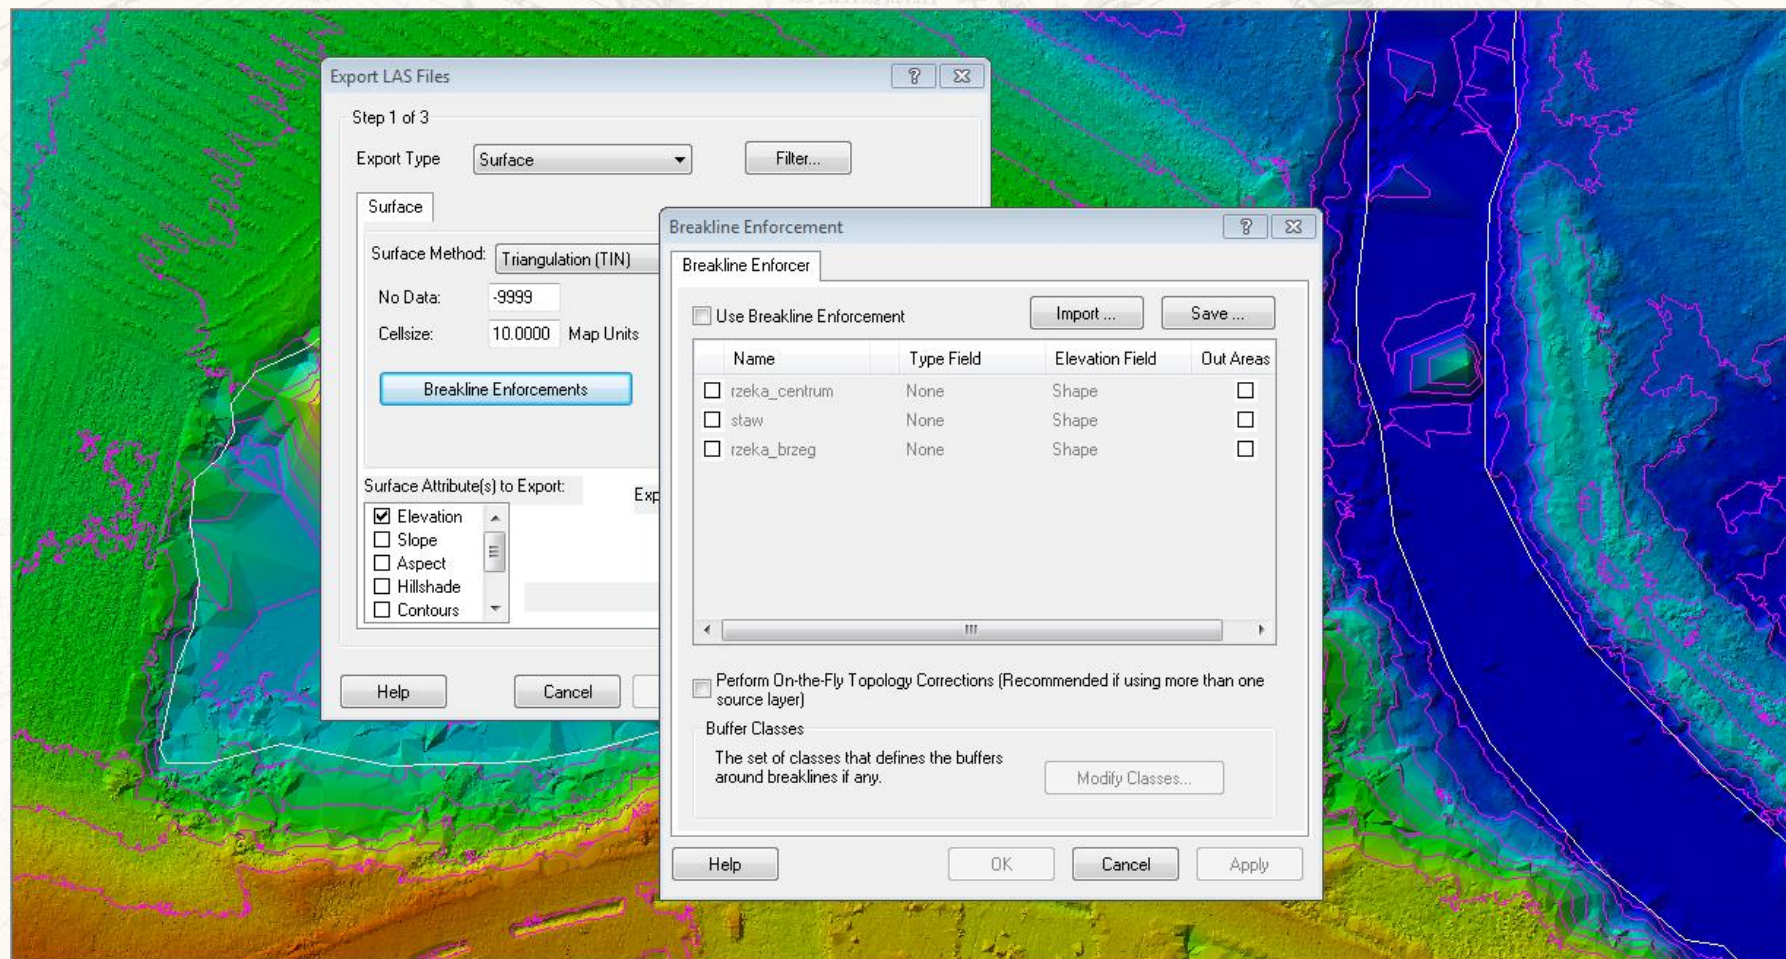 Export LAS Files
Step 1 of 3
Export Type
Surface
Filter...
Surface
Surface Method:
Triangulation (TIN)
No Data:
-9999
Cellsize:
10.0000
Map Units
Breakline Enforcements
Surface Attribute(s) to Export:
Exp
Elevation
Slope
Aspect
Hillshade
Contours
Help
Cancel
Breakline Enforcement
Breakline Enforcer
Use Breakline Enforcement
Import ...
Save ...
Name Type Field Elevation Field Out Areas
rzeka_centrum None Shape
staw None Shape
rzeka_brzeg None Shape
Perform On-the-Fly Topology Corrections (Recommended if using more than one
source layer)
Buffer Classes
The set of classes that defines the buffers
around breaklines if any.
Modify Classes...
Help
OK
Cancel
Apply